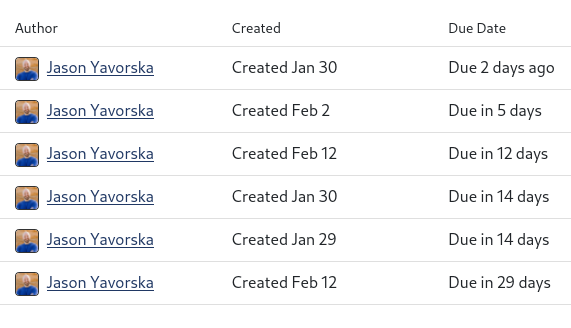 Author Created Due Date
Jason Yavorska Created Jan 30 Due 2 days ago
Jason Yavorska Created Feb 2 Due in 5 days
Jason Yavorska Created Feb 12 Due in 12 days
Jason Yavorska Created Jan 30 Due in 14 days
Jason Yavorska Created Jan 29 Due in 14 days
Jason Yavorska Created Feb 12 Due in 29 days